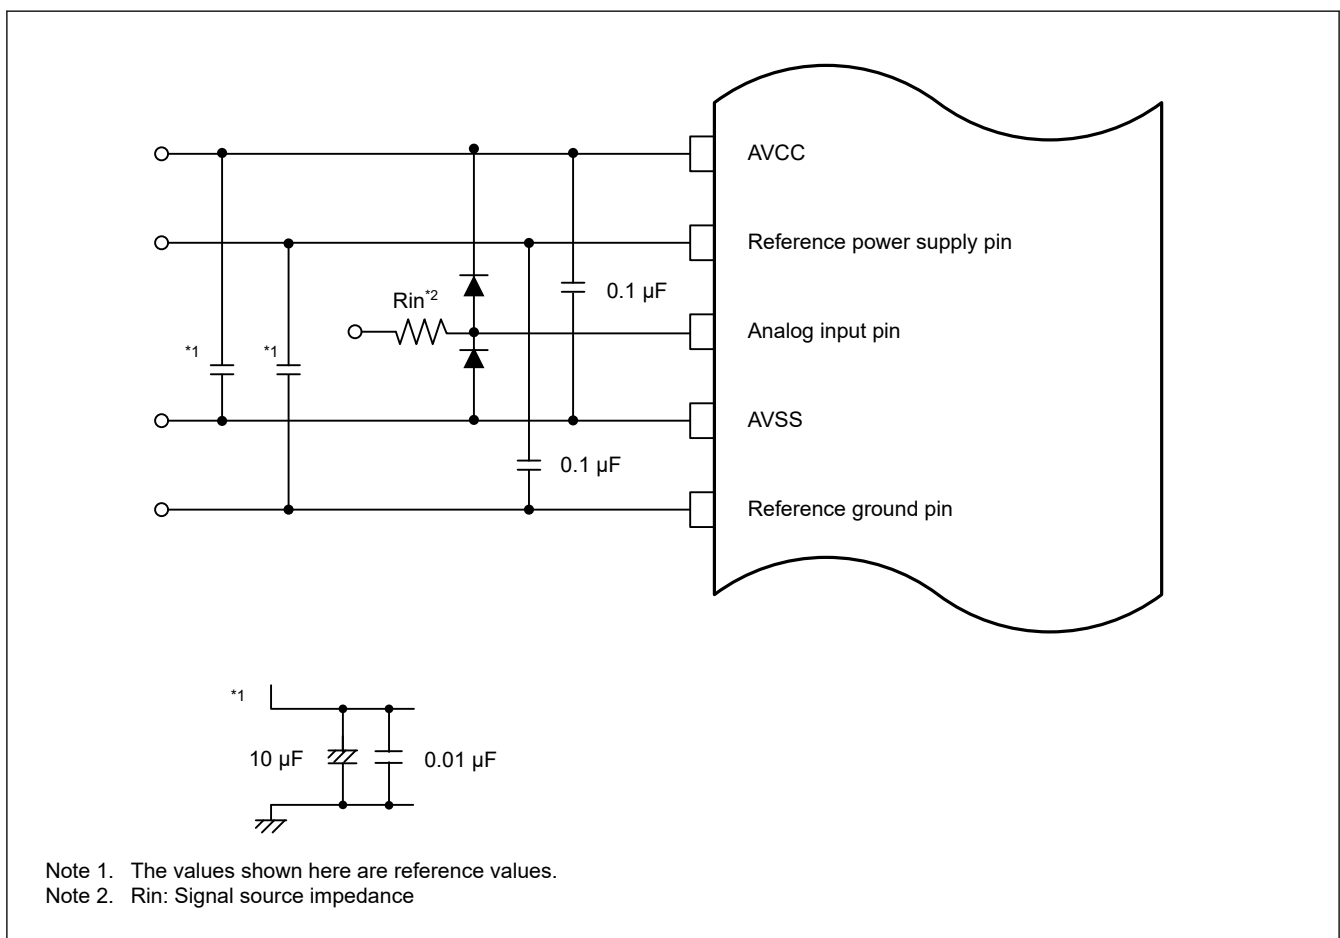 AVCC
Reference power supply pin
0.1 µF
Rin*2
Analog input pin
*1 *1
AVSS
0.1 µF
Reference ground pin
*1
10 µF 0.01 µF
Note 1. The values shown here are reference values.
Note 2. Rin: Signal source impedance